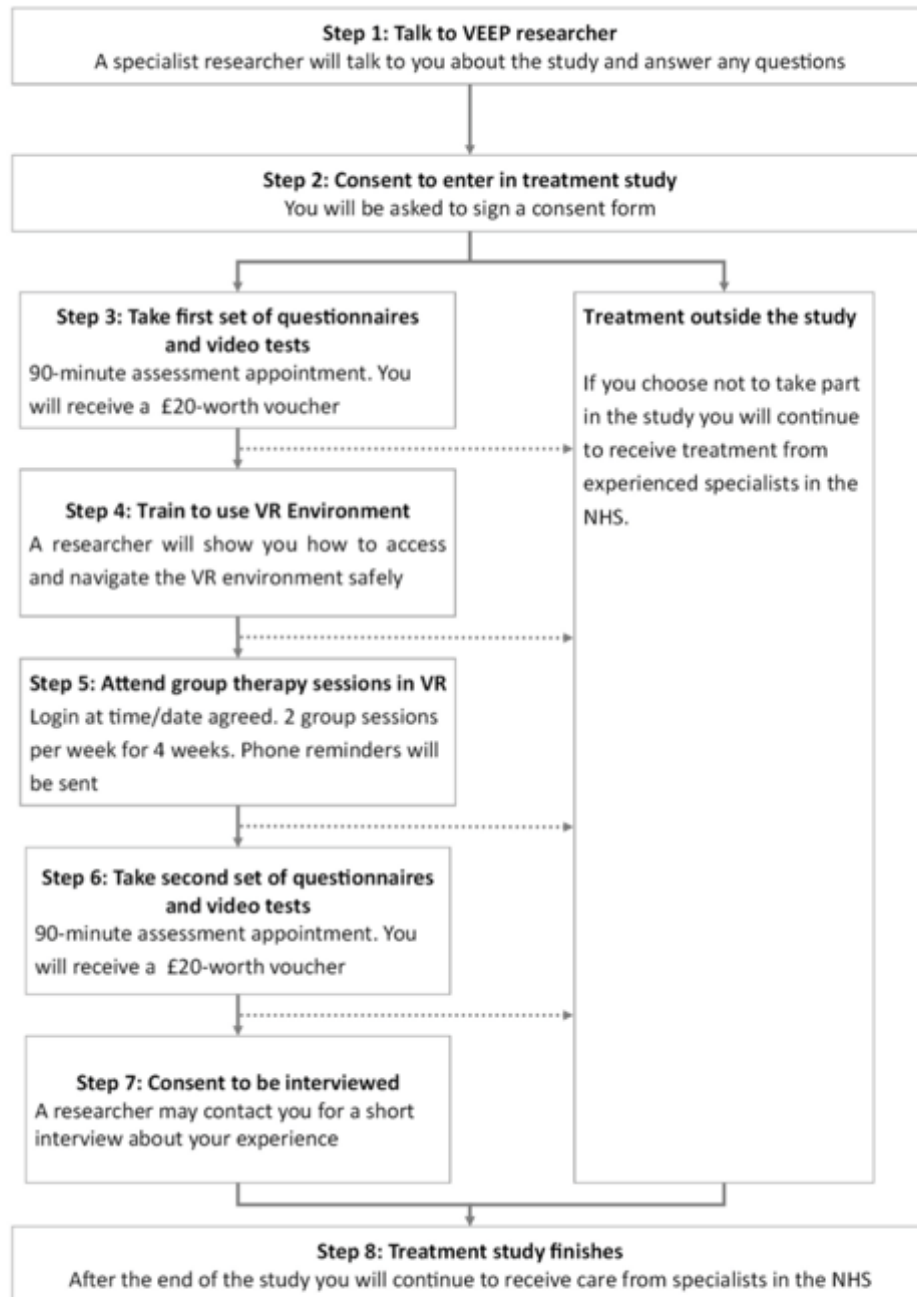 Step 1: Talk to VEEP researcher
A specialist researcher will talk to you about the study and answer any questions
Step 2: Consent to enter in treatment study
You will be asked to sign a consent form
Step 3: Take first set of questionnaires
and video tests
90-minute assessment appointment. You
will receive a £20-worth voucher
Treatment outside the study
If you choose not to take part
in the study you will continue
to receive treatment from
experienced specialists in the
NHS.
Step 4: Train to use VR Environment
A researcher will show you how to access
and navigate the VR environment safely
Step 5: Attend group therapy sessions in VR
Login at time/date agreed. 2 group sessions
per week for 4 weeks. Phone reminders will
be sent
Step 6: Take second set of questionnaires
and video tests
90-minute assessment appointment. You
will receive a £20-worth voucher
Step 7: Consent to be interviewed
A researcher may contact you for a short
interview about your experience
Step 8: Treatment study finishes
After the end of the study you will continue to receive care from specialists in the NHS